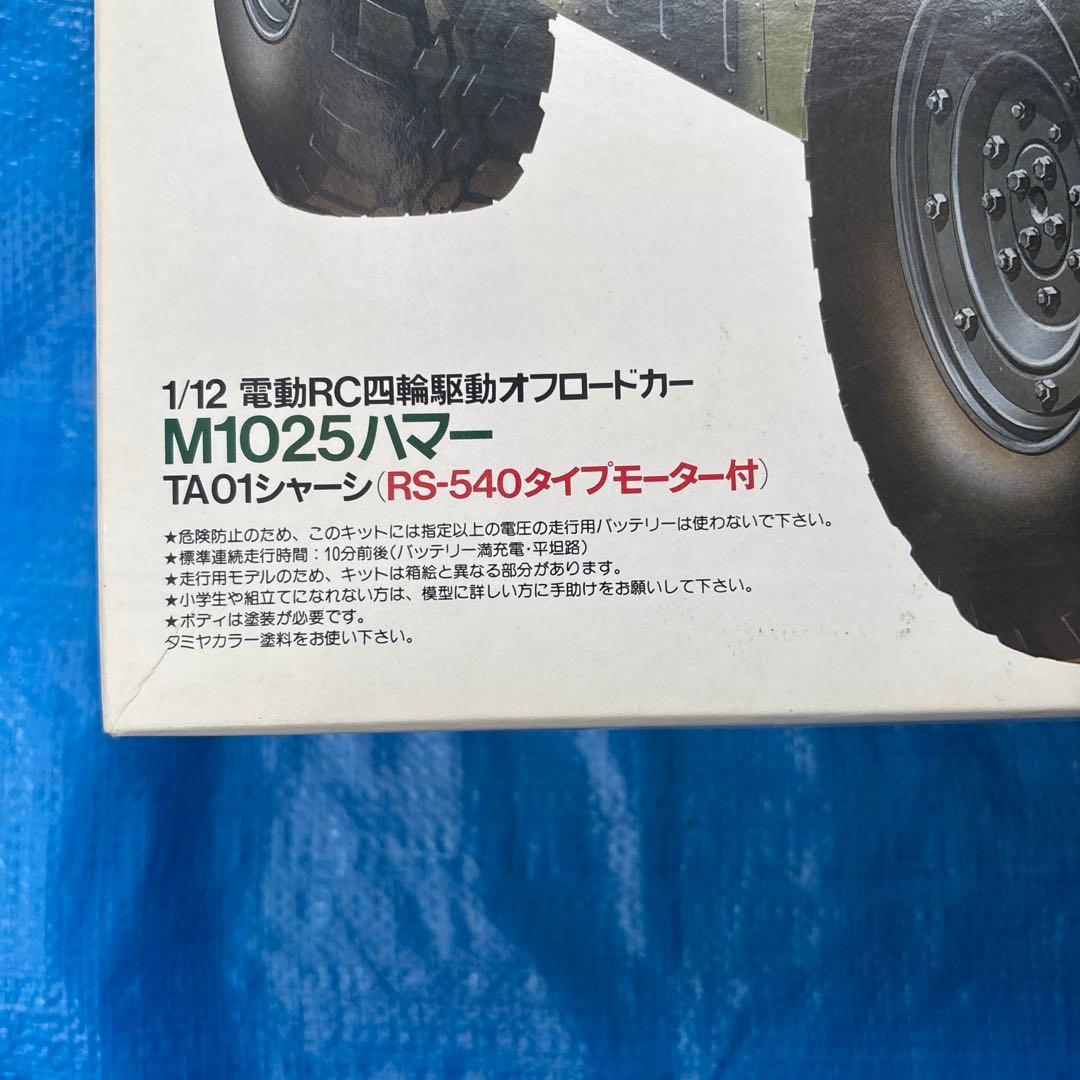 1/12 電動RC四輪駆動オフロードカー
M1025ハマー
TA01シャーシ(RS-540タイプモーター付)
★危険防止のため、このキットには指定以上の電圧の走行用バッテリーは使わないで下さい。
★標準連続走行時間：10分前後(バッテリー満充電・平坦路)
★走行用モデルのため、キットは箱絵と異なる部分があります。
★小学生や組立てになれない方は、模型に詳しい方に手助けをお願いして下さい。
★ボディは塗装が必要です。
タミヤカラー塗料をお使い下さい。